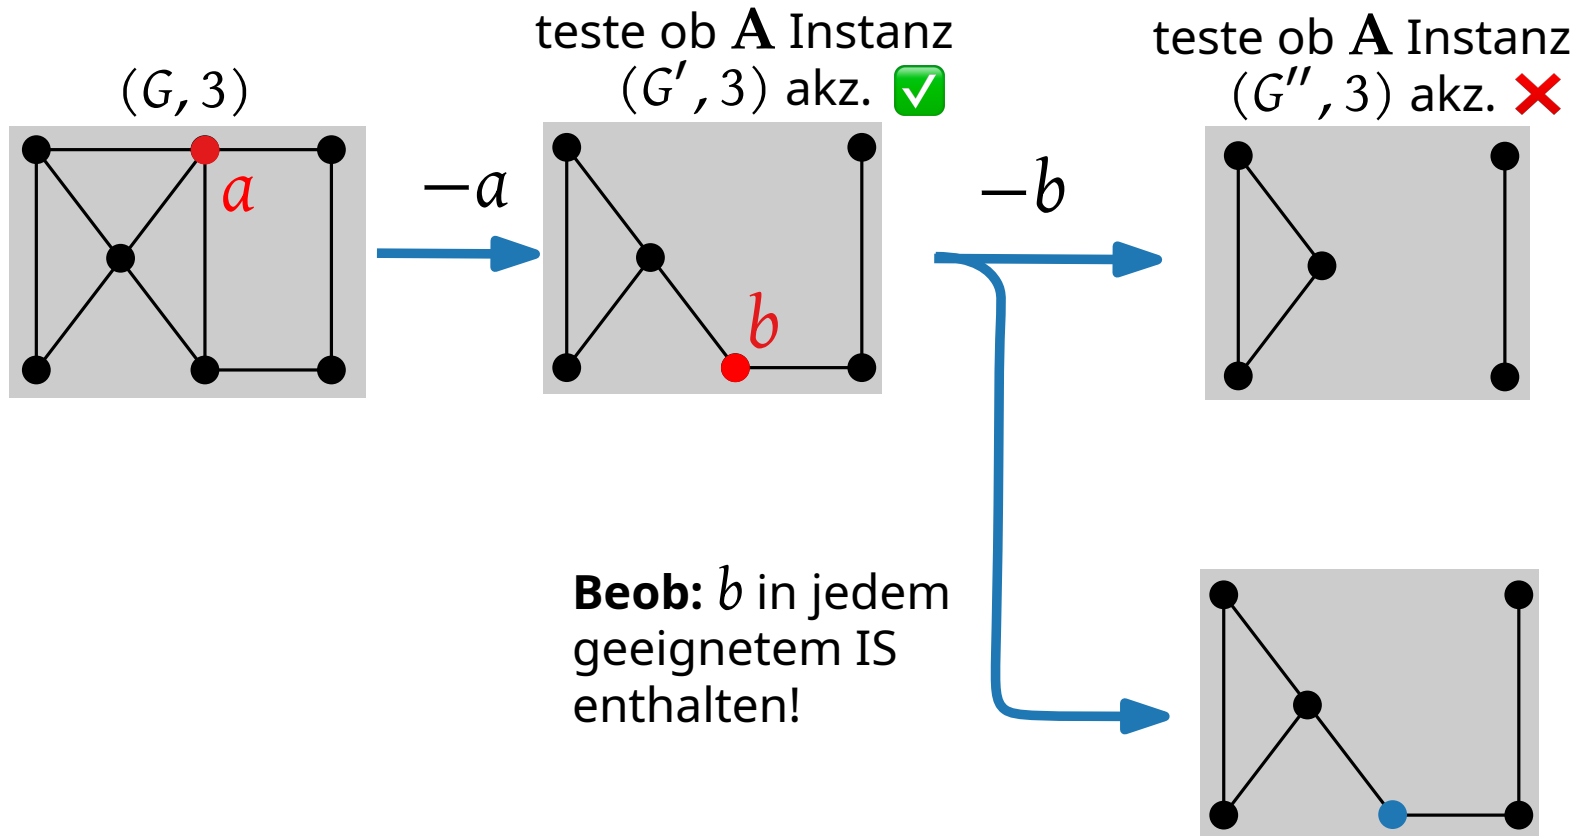 (G, 3)
teste ob A Instanz
(G′, 3) akz. ✅
teste ob A Instanz
(G″, 3) akz. ❌
a
−a
b
−b
Beob: b in jedem
geeignetem IS
enthalten!